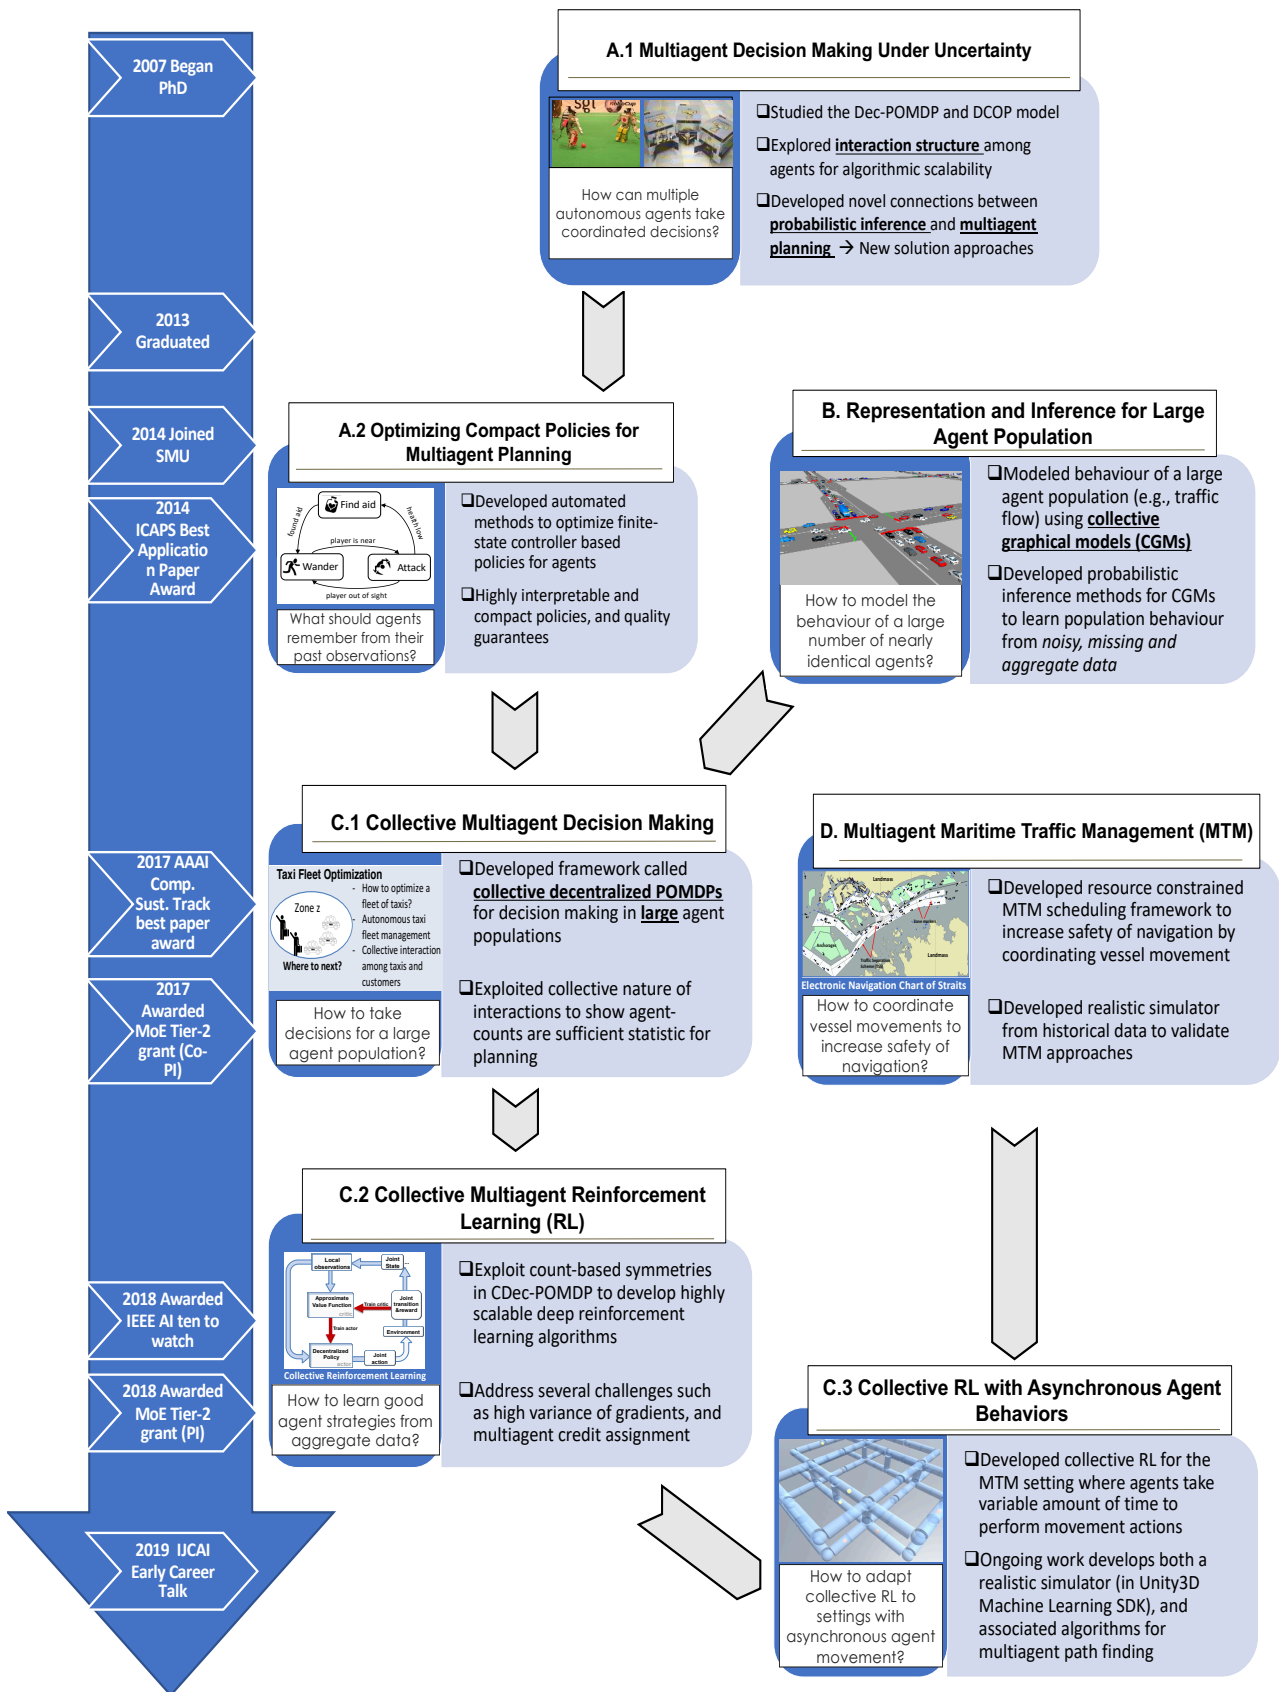 2007 Began
PhD
2013
Graduated
2014 Joined
SMU
2014
ICAPS Best
Applicatio
n Paper
Award
2017 AAAI
Comp.
Sust. Track
best paper
award
2017
Awarded
MoE Tier-2
grant (Co-
PI)
2018 Awarded
IEEE AI ten to
watch
2018 Awarded
MoE Tier-2
grant (PI)
2019 IJCAI
Early Career
Talk
A.1 Multiagent Decision Making Under Uncertainty
How can multiple
autonomous agents take
coordinated decisions?
❑Studied the Dec-POMDP and DCOP model
❑Explored interaction structure among
agents for algorithmic scalability
❑Developed novel connections between
probabilistic inference and multiagent
planning → New solution approaches
A.2 Optimizing Compact Policies for
Multiagent Planning
Find aid
found aid
health low
player is near
Wander
Attack
player out of sight
What should agents
remember from their
past observations?
❑Developed automated
methods to optimize finite-
state controller based
policies for agents
❑Highly interpretable and
compact policies, and quality
guarantees
B. Representation and Inference for Large
Agent Population
How to model the
behaviour of a large
number of nearly
identical agents?
❑Modeled behaviour of a large
agent population (e.g., traffic
flow) using collective
graphical models (CGMs)
❑Developed probabilistic
inference methods for CGMs
to learn population behaviour
from noisy, missing and
aggregate data
C.1 Collective Multiagent Decision Making
Taxi Fleet Optimization
Zone z
Where to next?
- How to optimize a
fleet of taxis?
- Autonomous taxi
fleet management
- Collective interaction
among taxis and
customers
How to take
decisions for a large
agent population?
❑Developed framework called
collective decentralized POMDPs
for decision making in large agent
populations
❑Exploited collective nature of
interactions to show agent-
counts are sufficient statistic for
planning
D. Multiagent Maritime Traffic Management (MTM)
Landmass
Anchorages
Landmass
Electronic Navigation Chart of Straits
How to coordinate
vessel movements to
increase safety of
navigation?
❑Developed resource constrained
MTM scheduling framework to
increase safety of navigation by
coordinating vessel movement
❑Developed realistic simulator
from historical data to validate
MTM approaches
C.2 Collective Multiagent Reinforcement
Learning (RL)
Local
observations
Joint
State
Approximate
Value Function
critic
Train critic
Joint
transition
&reward
Train actor
Environment
Decentralized
Policy
actor
Joint
action
Collective Reinforcement Learning
How to learn good
agent strategies from
aggregate data?
❑Exploit count-based symmetries
in CDec-POMDP to develop highly
scalable deep reinforcement
learning algorithms
❑Address several challenges such
as high variance of gradients, and
multiagent credit assignment
C.3 Collective RL with Asynchronous Agent
Behaviors
How to adapt
collective RL to
settings with
asynchronous agent
movement?
❑Developed collective RL for the
MTM setting where agents take
variable amount of time to
perform movement actions
❑Ongoing work develops both a
realistic simulator (in Unity3D
Machine Learning SDK), and
associated algorithms for
multiagent path finding